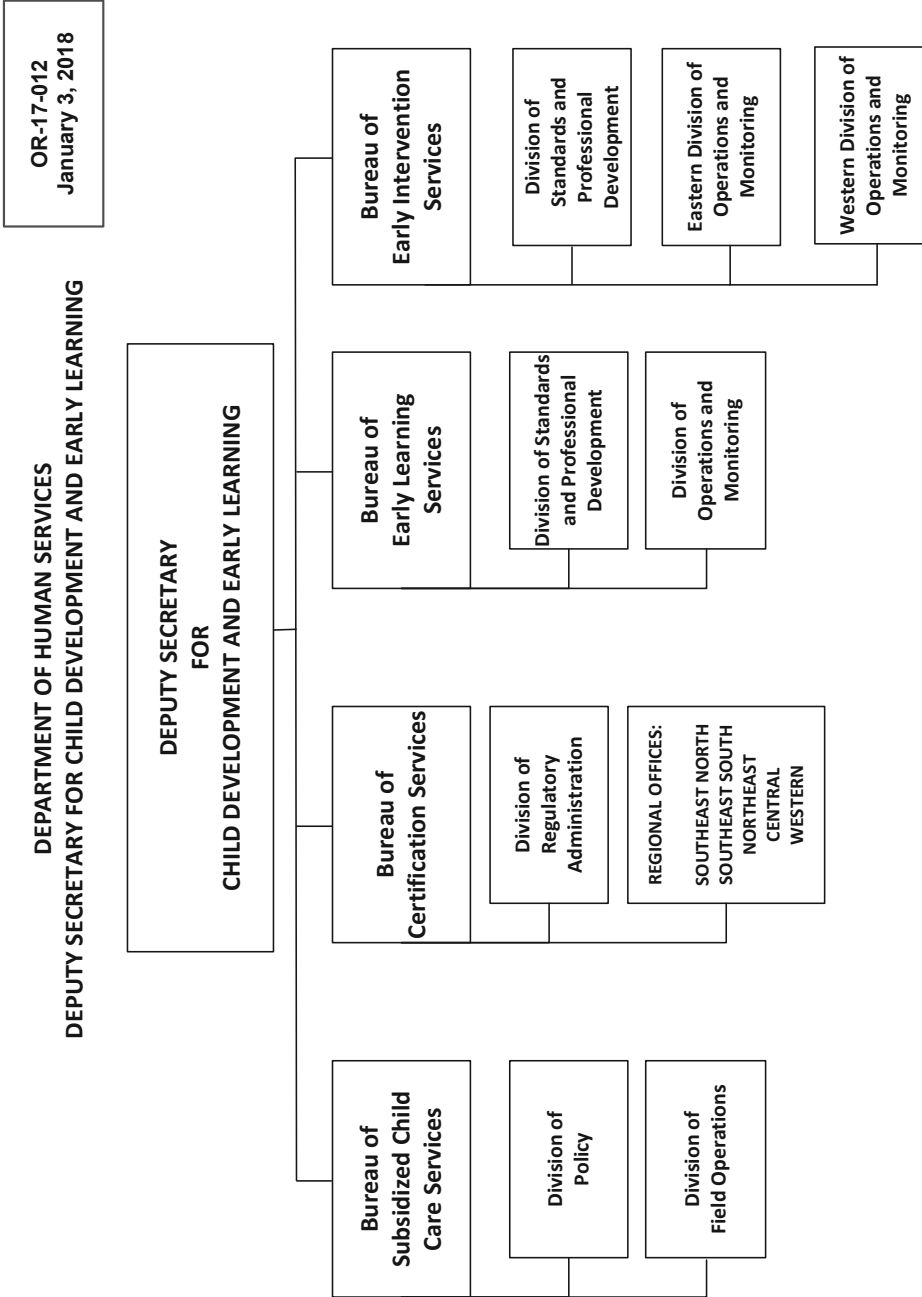 OR-17-012
January 3, 2018
DEPARTMENT OF HUMAN SERVICES
DEPUTY SECRETARY FOR CHILD DEVELOPMENT AND EARLY LEARNING
DEPUTY SECRETARY
FOR
CHILD DEVELOPMENT AND EARLY LEARNING
Bureau of
Subsidized Child
Care Services
Division of
Policy
Division of
Field Operations
Bureau of
Certification Services
Division of
Regulatory
Administration
REGIONAL OFFICES:
SOUTHEAST NORTH
SOUTHEAST SOUTH
NORTHEAST
CENTRAL
WESTERN
Bureau of
Early Learning
Services
Division of Standards
and Professional
Development
Division of
Operations and
Monitoring
Bureau of
Early Intervention
Services
Division of
Standards and
Professional
Development
Eastern Division of
Operations and
Monitoring
Western Division of
Operations and
Monitoring